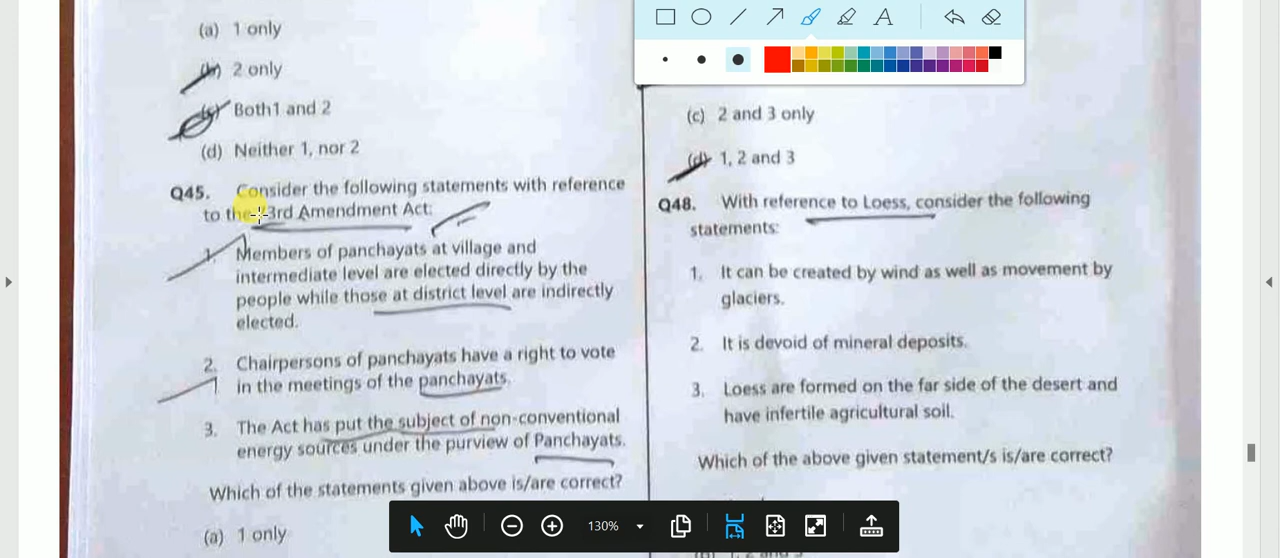 (a) 1 only
2 only
Both1 and 2
(d) Neither 1, nor 2
Q45. Consider the following statements with reference
to the 73rd Amendment Act:
1. Members of panchayats at village and
intermediate level are elected directly by the
people while those at district level are indirectly
elected.
2. Chairpersons of panchayats have a right to vote
in the meetings of the panchayats.
3. The Act has put the subject of non-conventional
energy sources under the purview of Panchayats.
Which of the statements given above is/are correct?
(a) 1 only
A
(c) 2 and 3 only
(d) 1, 2 and 3
Q48. With reference to Loess, consider the following
statements:
1. It can be created by wind as well as movement by
glaciers.
2. It is devoid of mineral deposits.
3. Loess are formed on the far side of the desert and
have infertile agricultural soil.
Which of the above given statement/s is/are correct?
130%